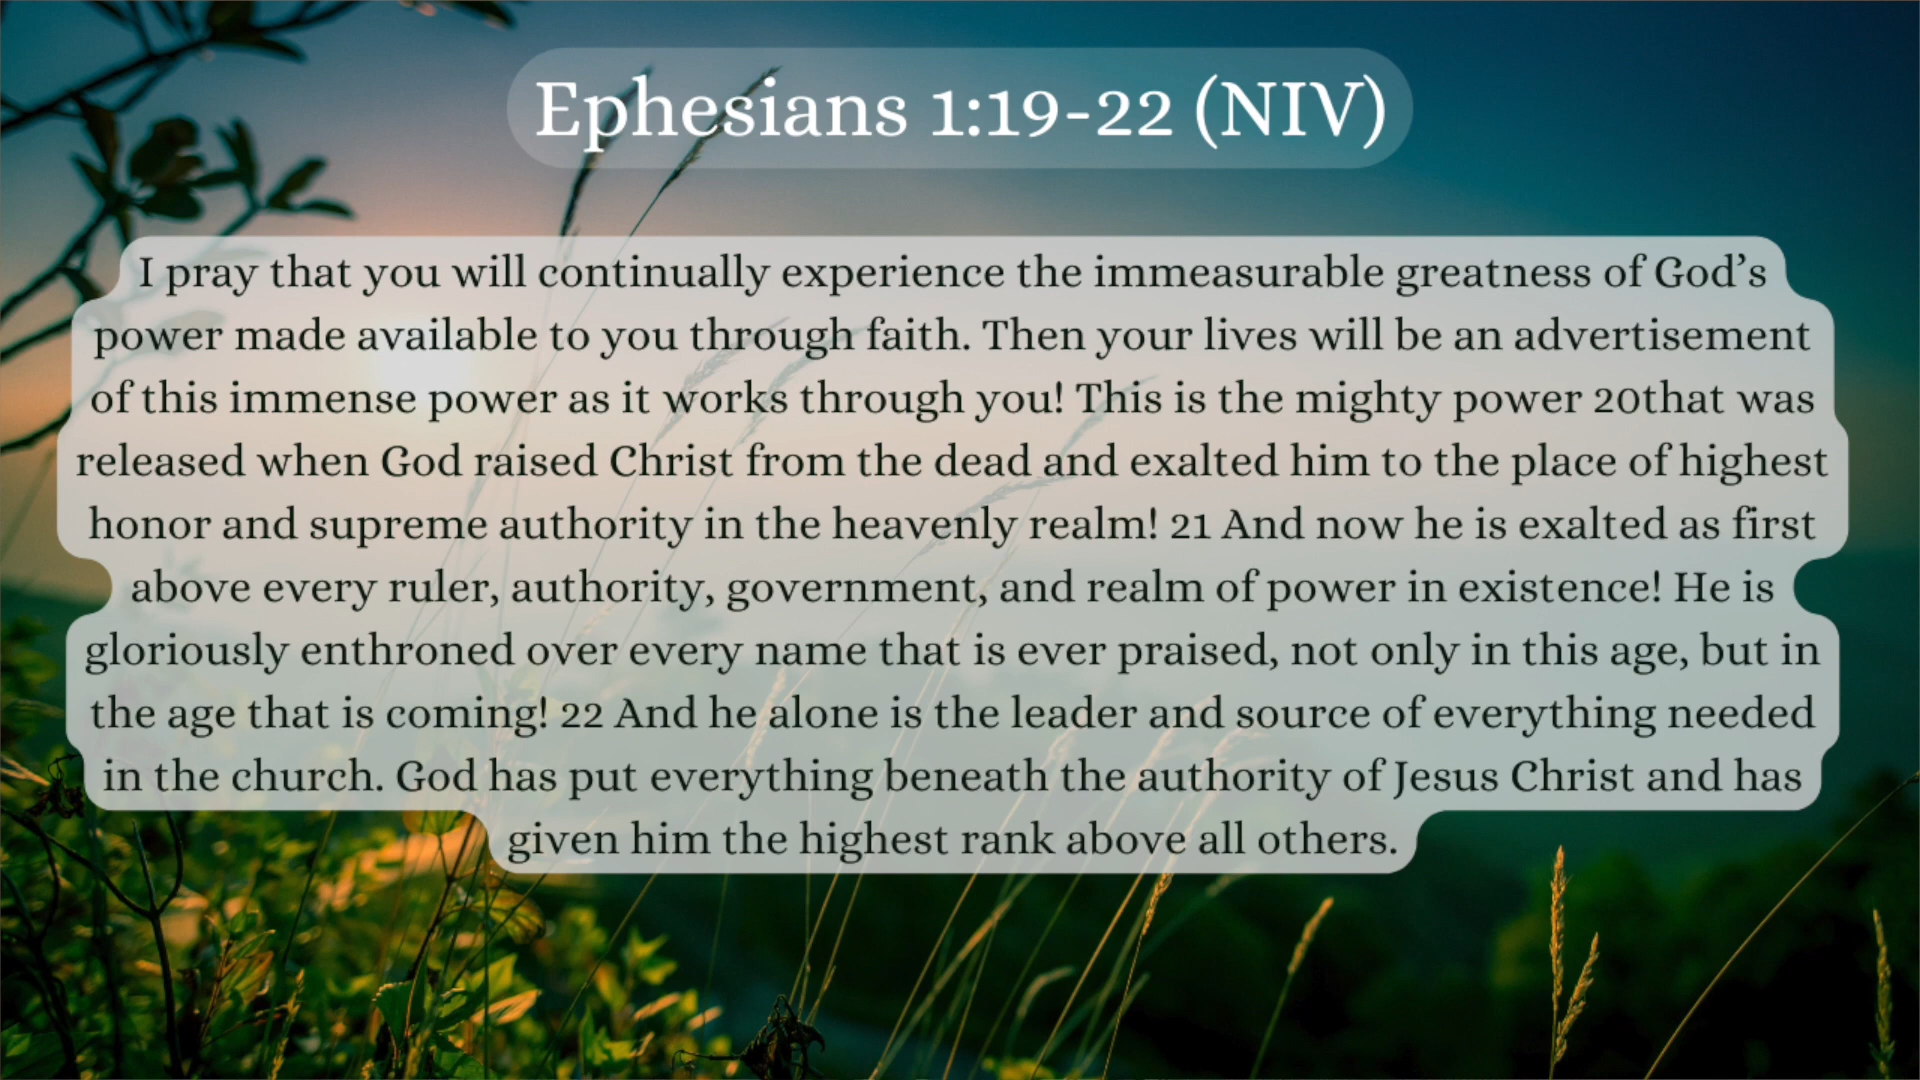 Ephesians 1:19-22 (NIV)
I pray that you will continually experience the immeasurable greatness of God’s
power made available to you through faith. Then your lives will be an advertisement
of this immense power as it works through you! This is the mighty power 20that was
released when God raised Christ from the dead and exalted him to the place of highest
honor and supreme authority in the heavenly realm! 21 And now he is exalted as first
above every ruler, authority, government, and realm of power in existence! He is
gloriously enthroned over every name that is ever praised, not only in this age, but in
the age that is coming! 22 And he alone is the leader and source of everything needed
in the church. God has put everything beneath the authority of Jesus Christ and has
given him the highest rank above all others.